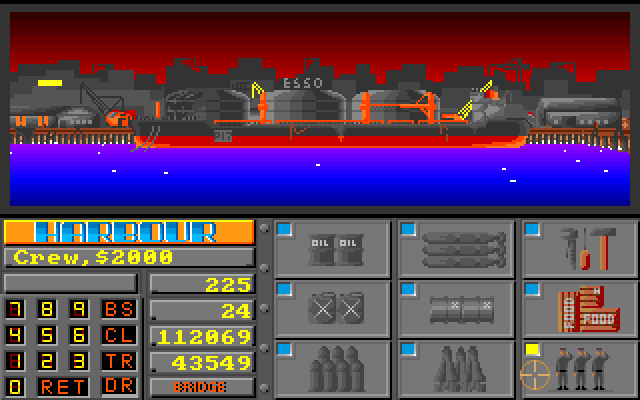 ESSO
HARBOUR
Crew,$2000
225
24
112069
43549
BRIDGE
7 8 9 BS
4 5 6 CL
1 2 3 TR
0 RET DR
OIL OIL
FOOD FOOD